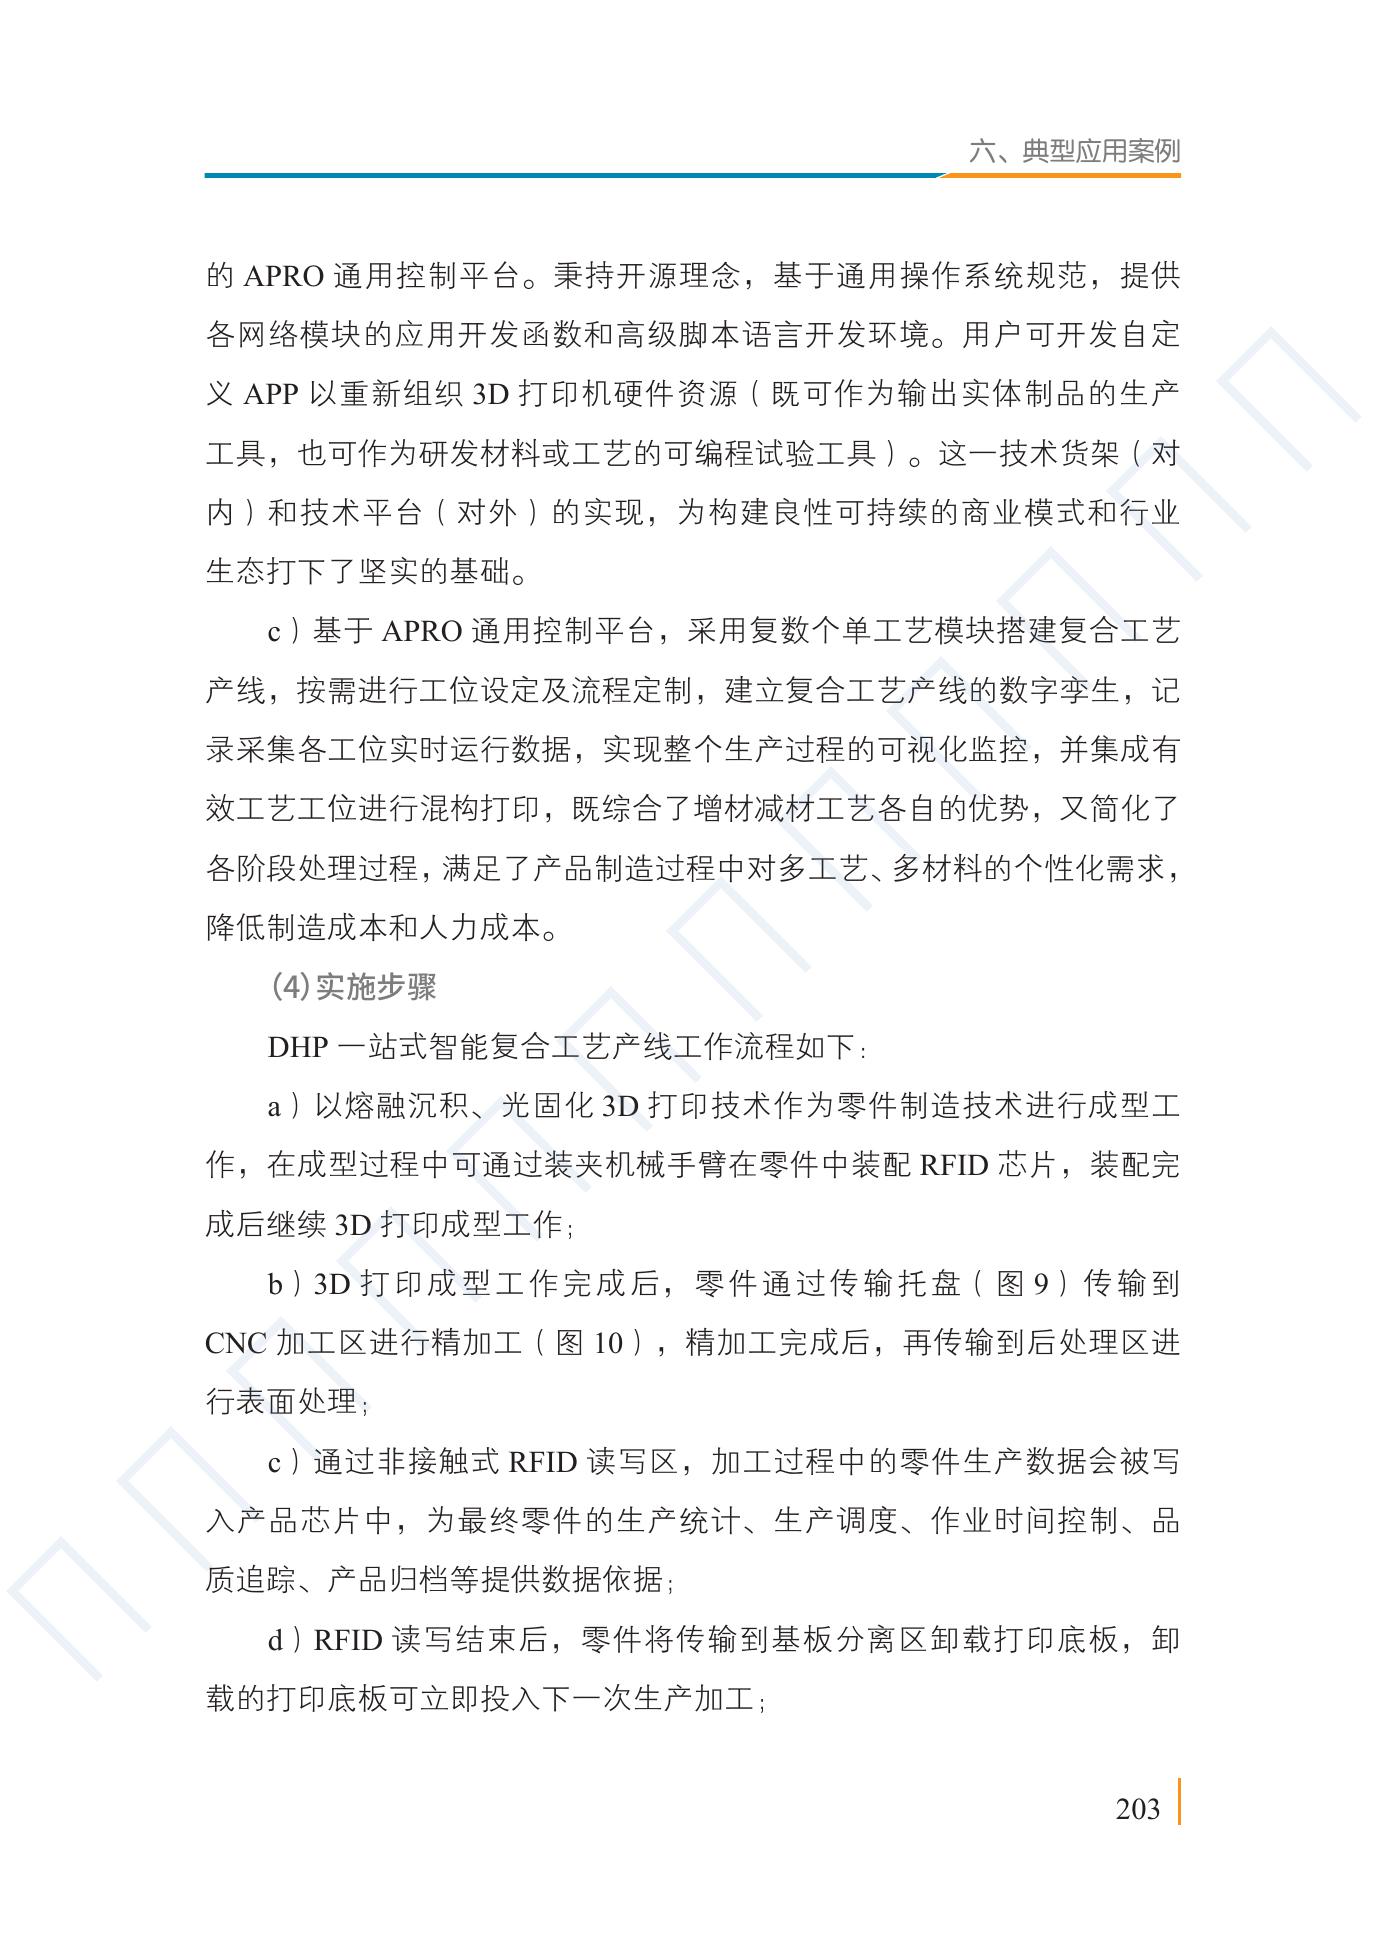 六、典型应用案例
的 APRO 通用控制平台。秉持开源理念，基于通用操作系统规范，提供
各网络模块的应用开发函数和高级脚本语言开发环境。用户可开发自定
义 APP 以重新组织 3D 打印机硬件资源（既可作为输出实体制品的生产
工具，也可作为研发材料或工艺的可编程试验工具）。这一技术货架（对
内）和技术平台（对外）的实现，为构建良性可持续的商业模式和行业
生态打下了坚实的基础。
c）基于 APRO 通用控制平台，采用复数个单工艺模块搭建复合工艺
产线，按需进行工位设定及流程定制，建立复合工艺产线的数字孪生，记
录采集各工位实时运行数据，实现整个生产过程的可视化监控，并集成有
效工艺工位进行混构打印，既综合了增材减材工艺各自的优势，又简化了
各阶段处理过程，满足了产品制造过程中对多工艺、多材料的个性化需求，
降低制造成本和人力成本。
（4）实施步骤
DHP 一站式智能复合工艺产线工作流程如下：
a）以熔融沉积、光固化 3D 打印技术作为零件制造技术进行成型工
作，在成型过程中可通过装夹机械手臂在零件中装配 RFID 芯片，装配完
成后继续 3D 打印成型工作；
b）3D 打印成型工作完成后，零件通过传输托盘（图 9）传输到
CNC 加工区进行精加工（图 10），精加工完成后，再传输到后处理区进
行表面处理；
c）通过非接触式 RFID 读写区，加工过程中的零件生产数据会被写
入产品芯片中，为最终零件的生产统计、生产调度、作业时间控制、品
质追踪、产品归档等提供数据依据；
d）RFID 读写结束后，零件将传输到基板分离区卸载打印底板，卸
载的打印底板可立即投入下一次生产加工；
203